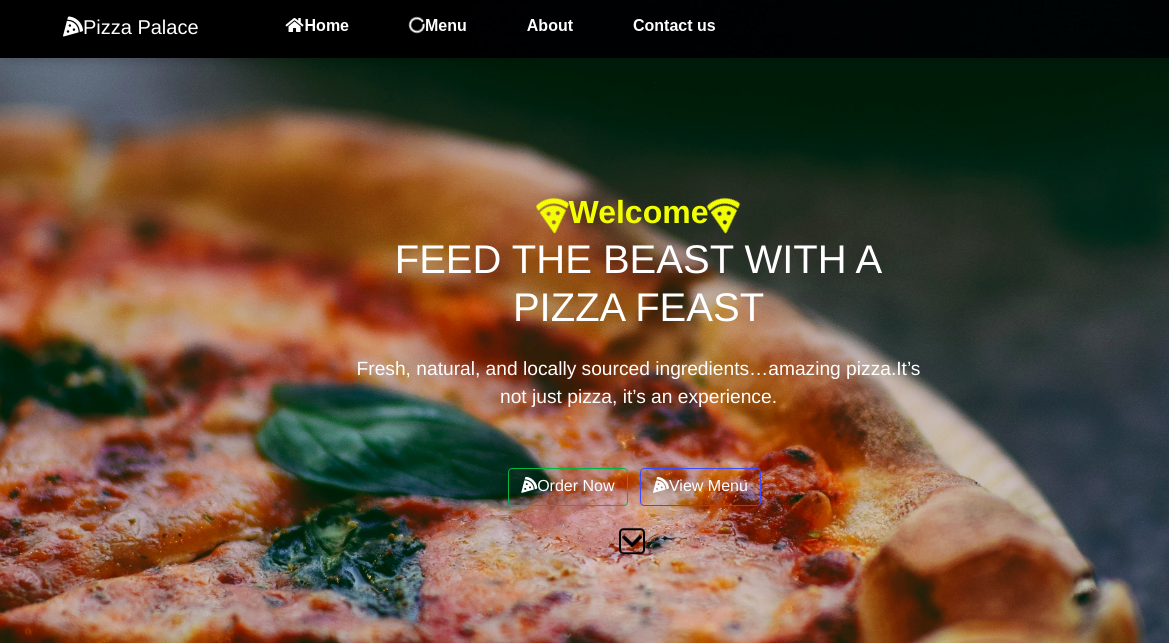 Pizza Palace
Home
Menu
About
Contact us
Welcome
FEED THE BEAST WITH A
PIZZA FEAST
Fresh, natural, and locally sourced ingredients…amazing pizza.It’s
not just pizza, it’s an experience.
Order Now
View Menu